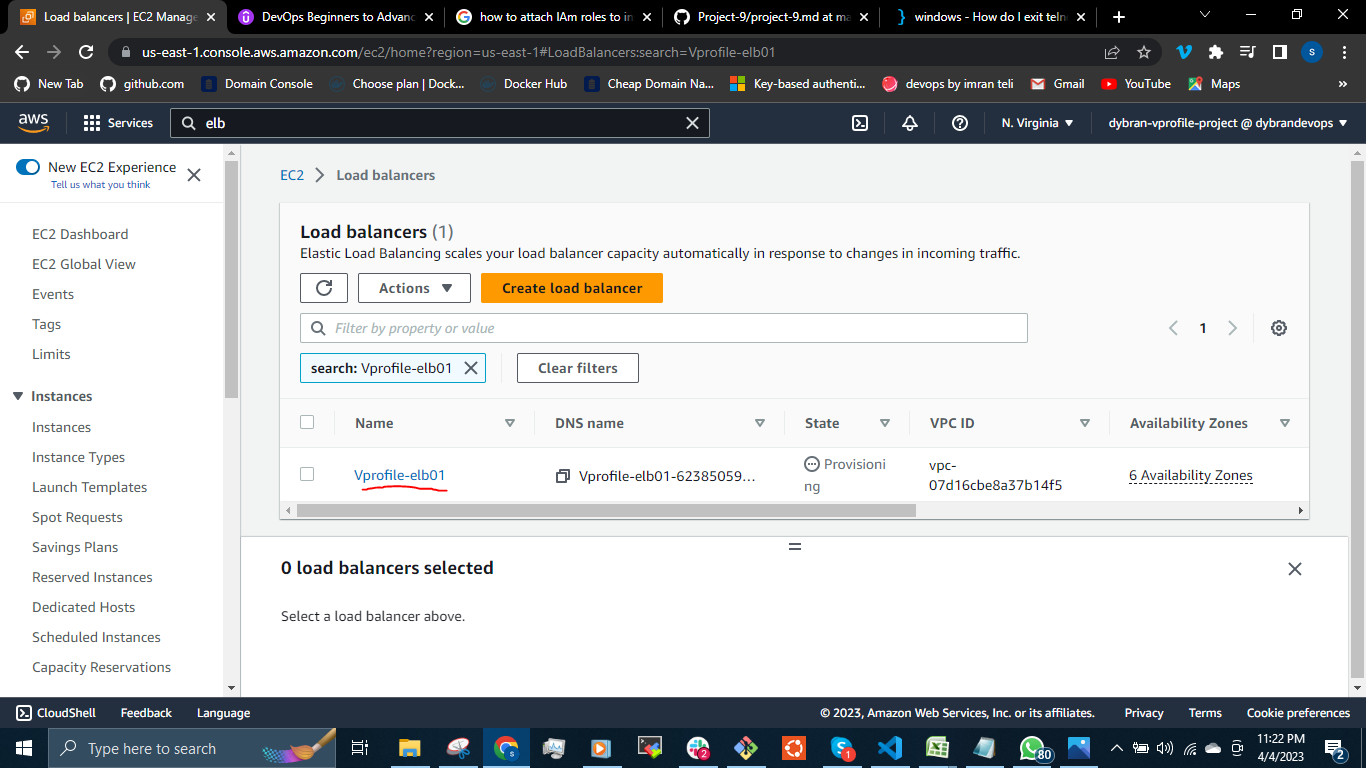 Load balancers | EC2 Manage
DevOps Beginners to Advanc
how to attach IAm roles to in
Project-9/project-9.md at ma
windows - How do I exit teln
us-east-1.console.aws.amazon.com/ec2/home?region=us-east-1#LoadBalancers:search=Vprofile-elb01
S
New Tab
github.com
Domain Console
Choose plan | Dock...
Docker Hub
Cheap Domain Na...
Key-based authenti...
devops by imran teli
Gmail
YouTube
Maps
»
aws
Services
elb
N. Virginia
dybran-vprofile-project @ dybrandevops
New EC2 Experience
Tell us what you think
EC2 Dashboard
EC2 Global View
Events
Tags
Limits
Instances
Instances
Instance Types
Launch Templates
Spot Requests
Savings Plans
Reserved Instances
Dedicated Hosts
Scheduled Instances
Capacity Reservations
EC2
Load balancers
Load balancers (1)
Elastic Load Balancing scales your load balancer capacity automatically in response to changes in incoming traffic.
Actions
Create load balancer
Filter by property or value
1
search: Vprofile-elb01
Clear filters
Name
DNS name
State
VPC ID
Availability Zones
Vprofile-elb01
Vprofile-elb01-62385059...
Provisioni
ng
vpc-
07d16cbe8a37b14f5
6 Availability Zones
0 load balancers selected
Select a load balancer above.
CloudShell
Feedback
Language
© 2023, Amazon Web Services, Inc. or its affiliates.
Privacy
Terms
Cookie preferences
Type here to search
2
1
80
11:22 PM
4/4/2023
2